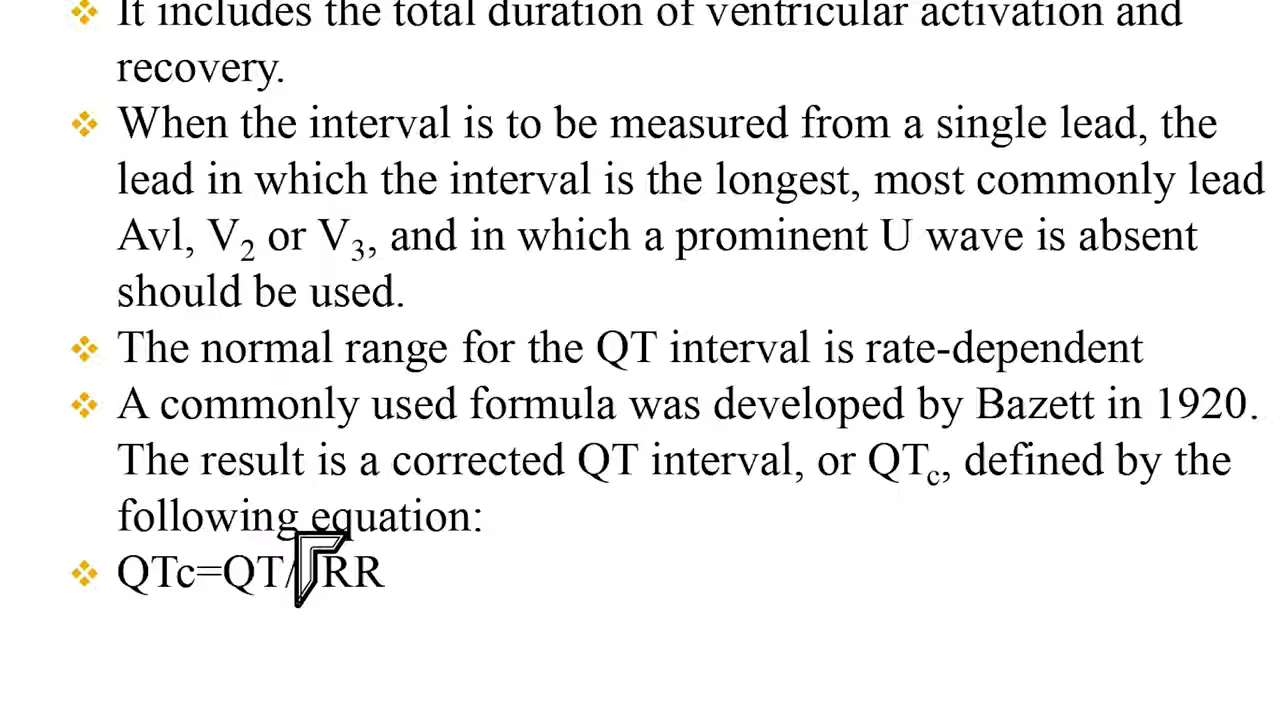 It includes the total duration of ventricular activation and
recovery.
When the interval is to be measured from a single lead, the
lead in which the interval is the longest, most commonly lead
Avl, V2 or V3, and in which a prominent U wave is absent
should be used.
The normal range for the QT interval is rate-dependent
A commonly used formula was developed by Bazett in 1920.
The result is a corrected QT interval, or QTc, defined by the
following equation:
QTc=QT/√RR